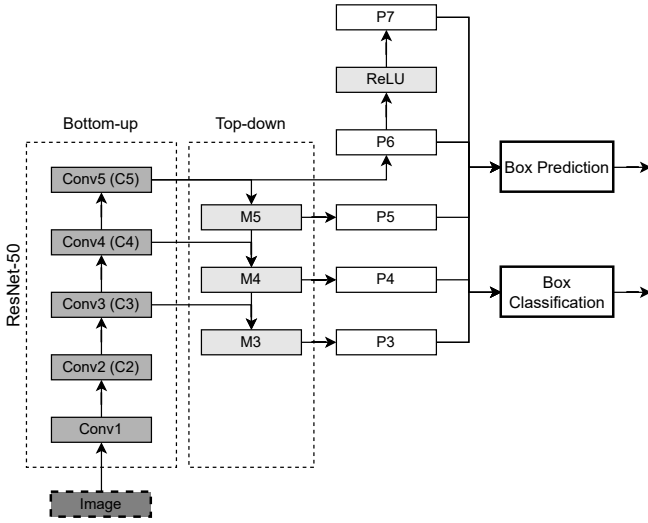 P7
ReLU
Bottom-up
Top-down
P6
Conv5 (C5)
Box Prediction
M5
P5
Conv4 (C4)
ResNet-50
M4
P4
Conv3 (C3)
Box
Classification
M3
P3
Conv2 (C2)
Conv1
Image